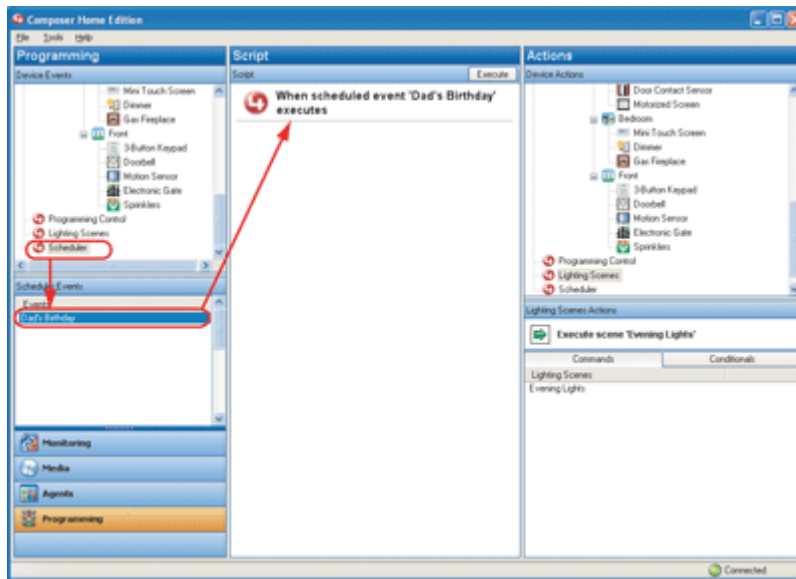 Composer Home Edition
File Tools Help
Programming
Device Events
Mini Touch Screen
Dimmer
Gas Fireplace
Front
3-Button Keypad
Doorbell
Motion Sensor
Electronic Gate
Sprinklers
Programming Control
Lighting Scenes
Scheduler
Scheduler Events
Events
Dad's Birthday
Monitoring
Media
Agents
Programming
Script
Script Execute
When scheduled event 'Dad's Birthday'
executes
Actions
Device Actions
Door Contact Sensor
Motorized Screen
Bedroom
Mini Touch Screen
Dimmer
Gas Fireplace
Front
3-Button Keypad
Doorbell
Motion Sensor
Electronic Gate
Sprinklers
Programming Control
Lighting Scenes
Scheduler
Lighting Scenes Actions
Execute scene 'Evening Lights'
Commands Conditionals
Lighting Scenes
Evening Lights
Connected